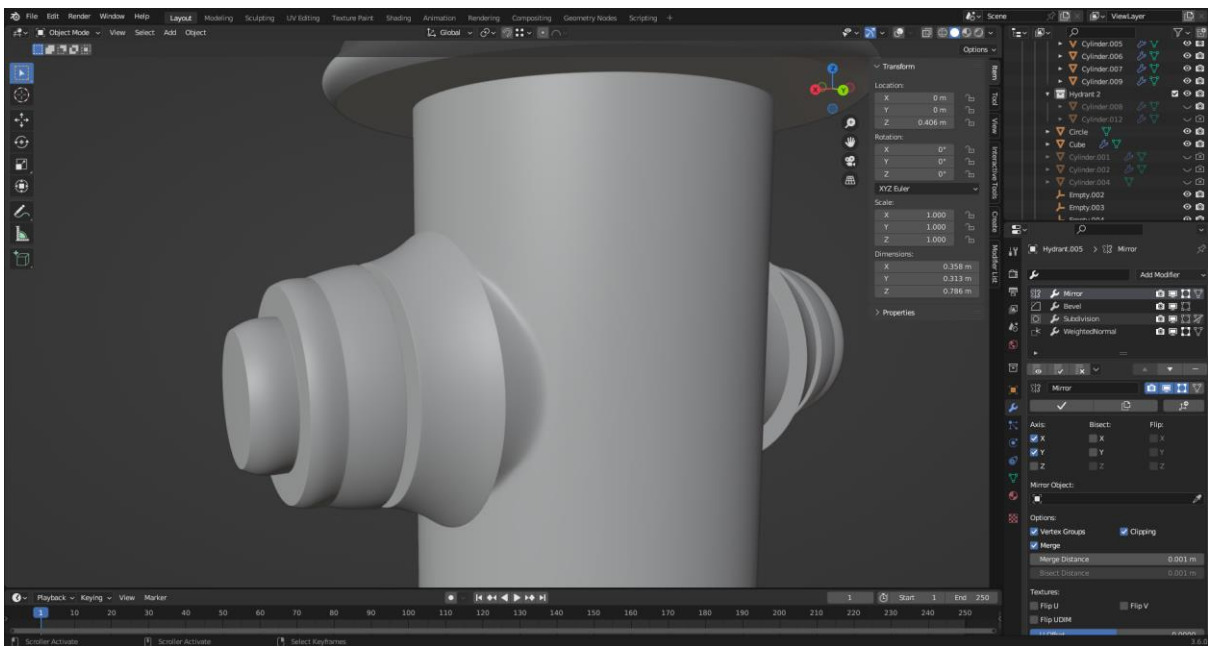 File Edit Render Window Help Layout Modeling Sculpting UV Editing Texture Paint Shading Animation Rendering Compositing Geometry Nodes Scripting + Scene ViewLayer
Object Mode View Select Add Object Global
Options
Transform
Location:
X 0 m
Y 0 m
Z 0.406 m
Rotation:
X 0°
Y 0°
Z 0°
XYZ Euler
Scale:
X 1.000
Y 1.000
Z 1.000
Dimensions:
X 0.358 m
Y 0.313 m
Z 0.786 m
Properties
Item
Tool
View
Interactive Tools
Create
Modifier List
Z
X
Y
Cylinder.005
Cylinder.006
Cylinder.007
Cylinder.009
Hydrant 2
Cylinder.008
Cylinder.012
Circle
Cube
Cylinder.001
Cylinder.002
Cylinder.004
Empty.002
Empty.003
Empty.004
Hydrant.005 > Mirror
Add Modifier
Mirror
Bevel
Subdivision
WeightedNormal
Mirror
Axis: Bisect: Flip:
X X X
Y Y Y
Z Z Z
Mirror Object:
Options:
Vertex Groups Clipping
Merge
Merge Distance 0.001 m
Bisect Distance 0.001 m
Textures:
Flip U Flip V
Flip UDIM
U Offset 0.0000
Playback Keying View Marker 1 Start 1 End 250
1 10 20 30 40 50 60 70 80 90 100 110 120 130 140 150 160 170 180 190 200 210 220 230 240 250
Scroller Activate Scroller Activate Select Keyframes 3.6.0